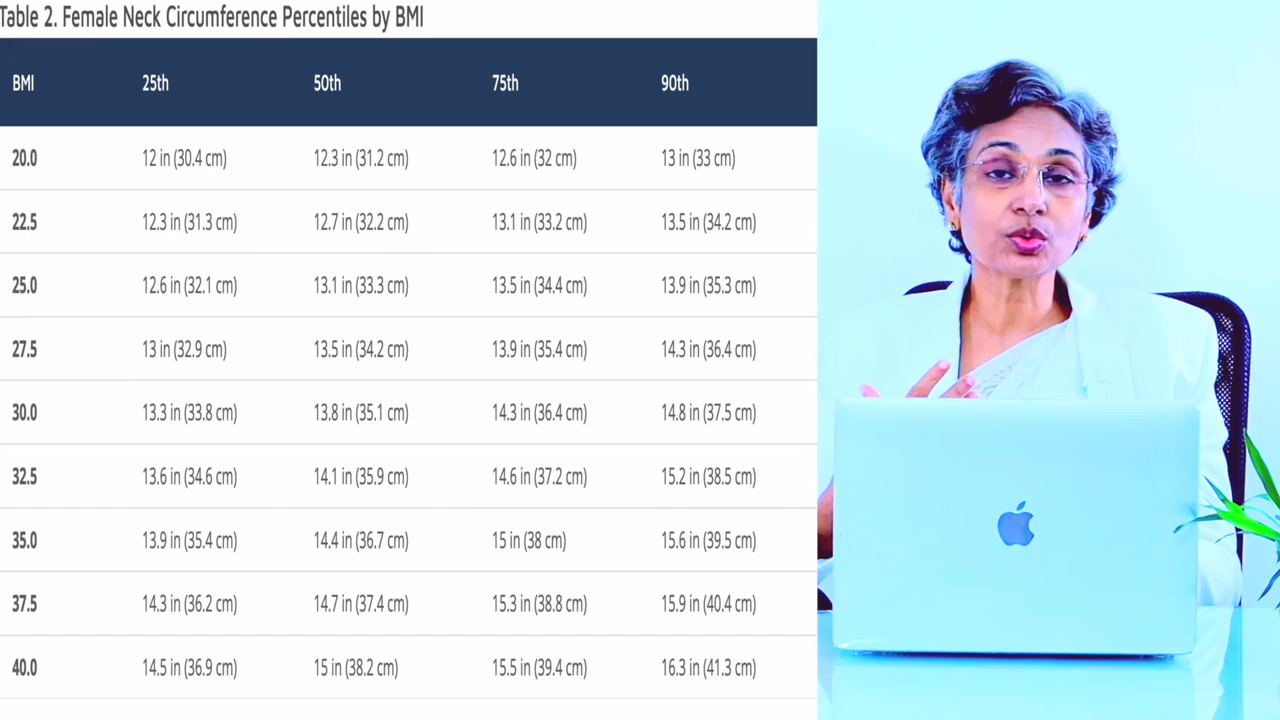 Table 2. Female Neck Circumference Percentiles by BMI
BMI 25th 50th 75th 90th
20.0 12 in (30.4 cm) 12.3 in (31.2 cm) 12.6 in (32 cm) 13 in (33 cm)
22.5 12.3 in (31.3 cm) 12.7 in (32.2 cm) 13.1 in (33.2 cm) 13.5 in (34.2 cm)
25.0 12.6 in (32.1 cm) 13.1 in (33.3 cm) 13.5 in (34.4 cm) 13.9 in (35.3 cm)
27.5 13 in (32.9 cm) 13.5 in (34.2 cm) 13.9 in (35.4 cm) 14.3 in (36.4 cm)
30.0 13.3 in (33.8 cm) 13.8 in (35.1 cm) 14.3 in (36.4 cm) 14.8 in (37.5 cm)
32.5 13.6 in (34.6 cm) 14.1 in (35.9 cm) 14.6 in (37.2 cm) 15.2 in (38.5 cm)
35.0 13.9 in (35.4 cm) 14.4 in (36.7 cm) 15 in (38 cm) 15.6 in (39.5 cm)
37.5 14.3 in (36.2 cm) 14.7 in (37.4 cm) 15.3 in (38.8 cm) 15.9 in (40.4 cm)
40.0 14.5 in (36.9 cm) 15 in (38.2 cm) 15.5 in (39.4 cm) 16.3 in (41.3 cm)